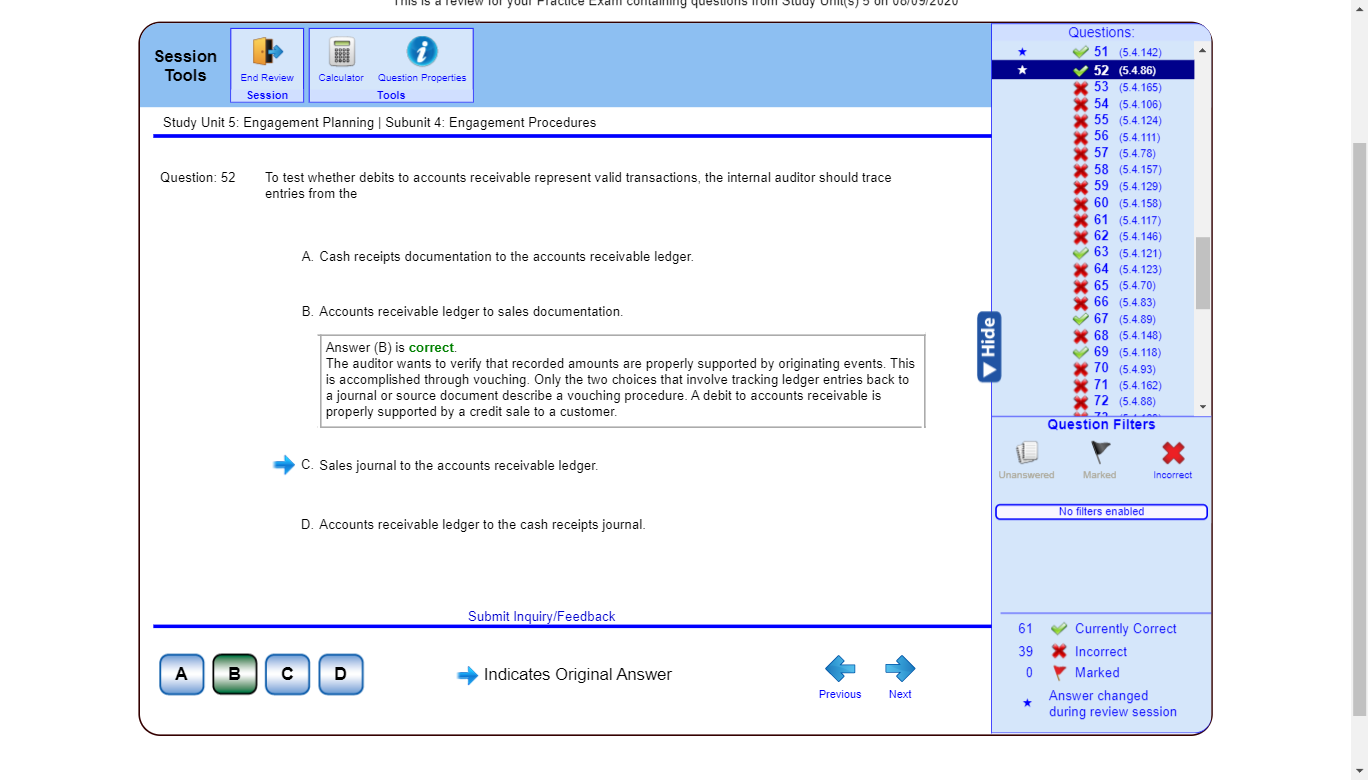 This is a review for your Practice Exam containing questions from Study Unit(s) 5 on 08/09/2020
Session
Tools
End Review
Session
Calculator
Question Properties
Tools
Study Unit 5: Engagement Planning | Subunit 4: Engagement Procedures
Question: 52
To test whether debits to accounts receivable represent valid transactions, the internal auditor should trace
entries from the
A. Cash receipts documentation to the accounts receivable ledger.
B. Accounts receivable ledger to sales documentation.
Answer (B) is correct.
The auditor wants to verify that recorded amounts are properly supported by originating events. This
is accomplished through vouching. Only the two choices that involve tracking ledger entries back to
a journal or source document describe a vouching procedure. A debit to accounts receivable is
properly supported by a credit sale to a customer.
C. Sales journal to the accounts receivable ledger.
D. Accounts receivable ledger to the cash receipts journal.
Submit Inquiry/Feedback
A
B
C
D
Indicates Original Answer
Previous
Next
Hide
Questions:
51 (5.4.142)
52 (5.4.86)
53 (5.4.165)
54 (5.4.106)
55 (5.4.124)
56 (5.4.111)
57 (5.4.78)
58 (5.4.157)
59 (5.4.129)
60 (5.4.158)
61 (5.4.117)
62 (5.4.146)
63 (5.4.121)
64 (5.4.123)
65 (5.4.70)
66 (5.4.83)
67 (5.4.89)
68 (5.4.148)
69 (5.4.118)
70 (5.4.93)
71 (5.4.162)
72 (5.4.88)
Question Filters
Unanswered
Marked
Incorrect
No filters enabled
61 Currently Correct
39 Incorrect
0 Marked
Answer changed
during review session